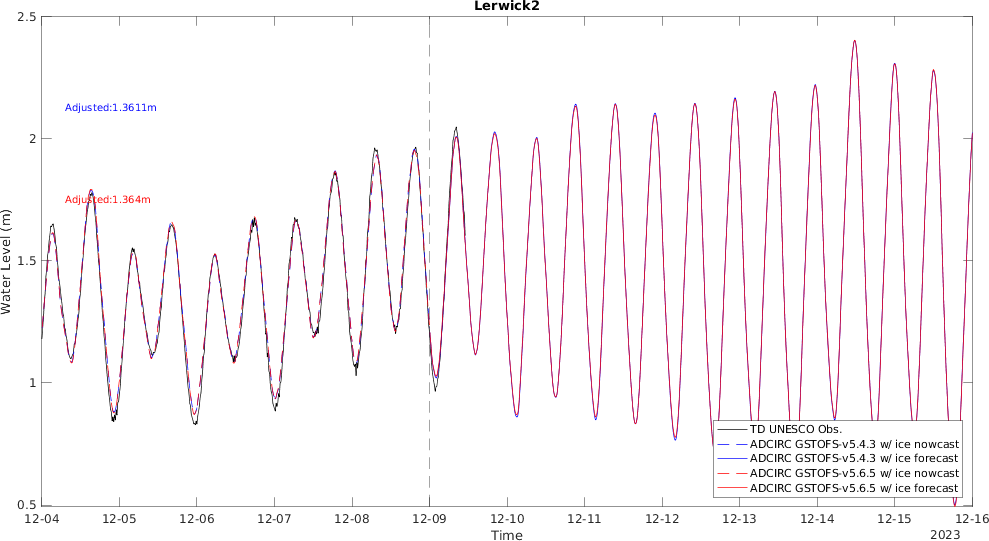 Lerwick2
2.5
2
1.5
1
0.5
Water Level (m)
Adjusted:1.3611m
Adjusted:1.364m
TD UNESCO Obs.
ADCIRC GSTOFS-v5.4.3 w/ ice nowcast
ADCIRC GSTOFS-v5.4.3 w/ ice forecast
ADCIRC GSTOFS-v5.6.5 w/ ice nowcast
ADCIRC GSTOFS-v5.6.5 w/ ice forecast
12-04 12-05 12-06 12-07 12-08 12-09 12-10 12-11 12-12 12-13 12-14 12-15 12-16
Time
2023